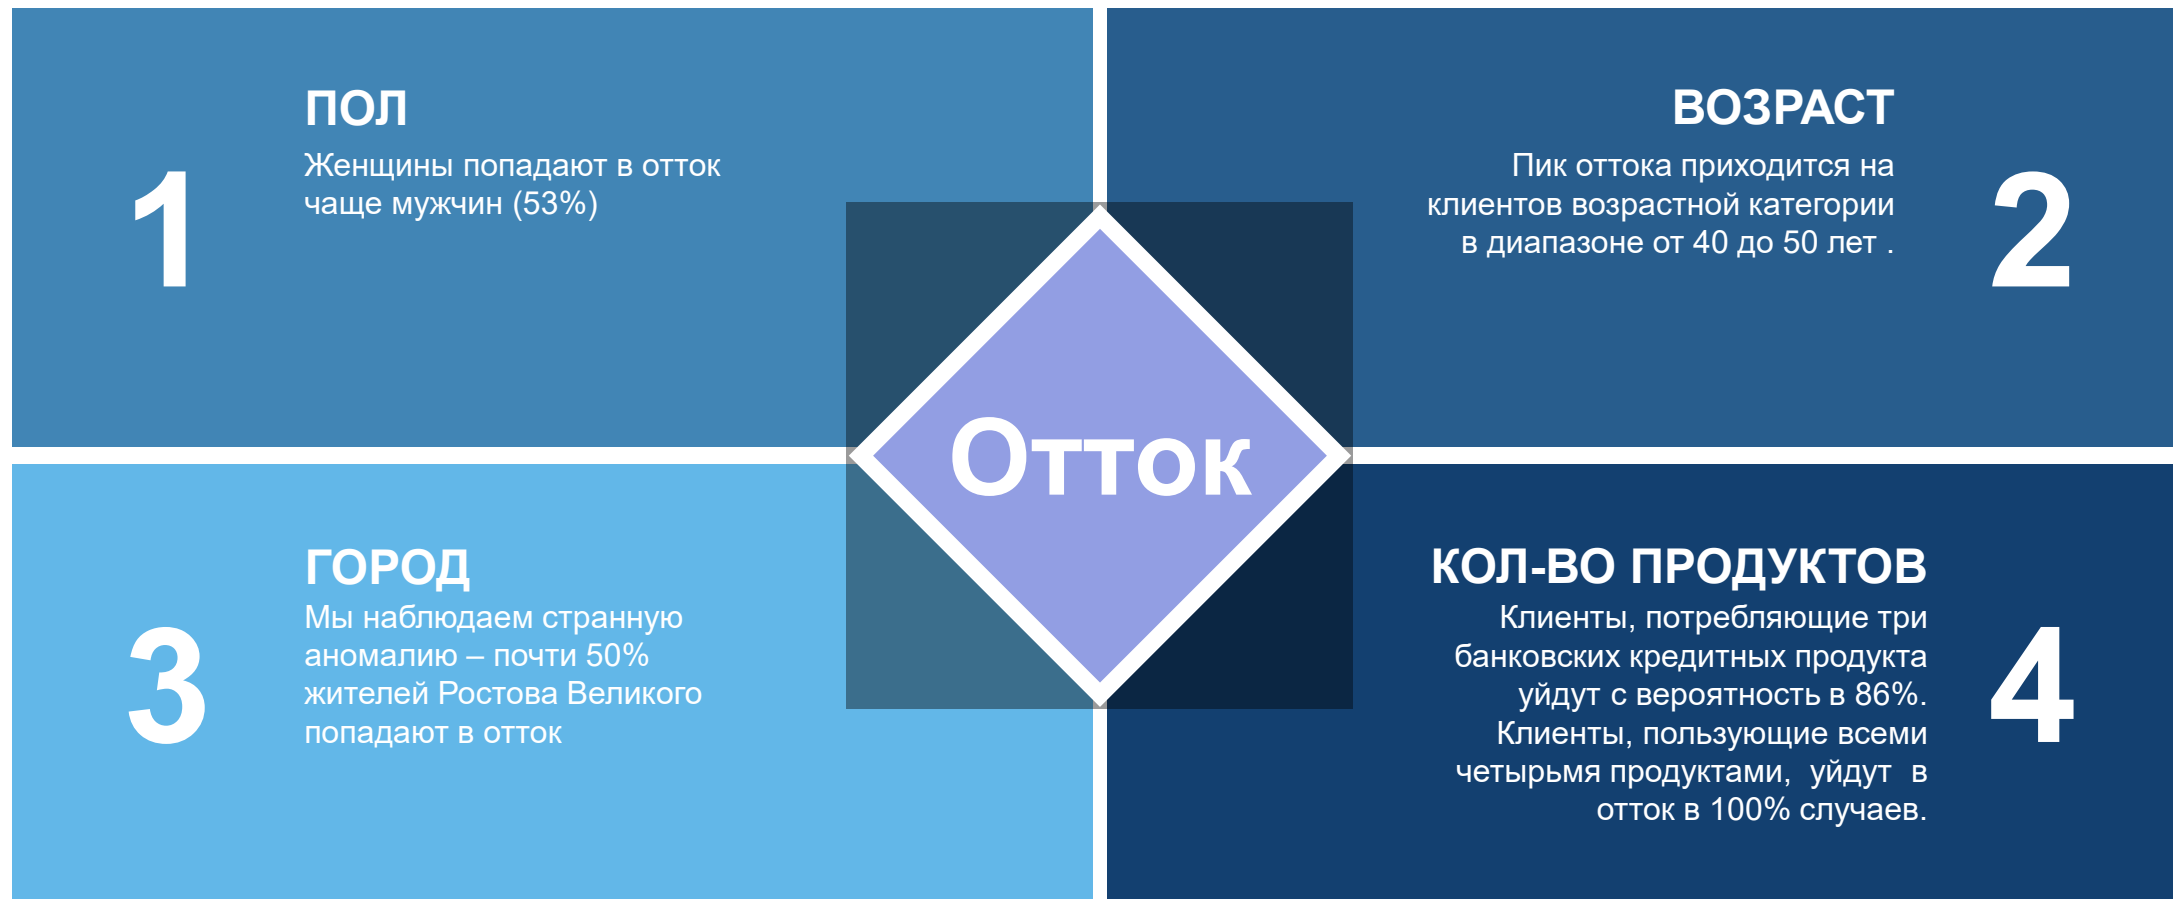 1
ПОЛ
Женщины попадают в отток
чаще мужчин (53%)
ВОЗРАСТ
Пик оттока приходится на
клиентов возрастной категории
в диапазоне от 40 до 50 лет .
2
Отток
3
ГОРОД
Мы наблюдаем странную
аномалию – почти 50%
жителей Ростова Великого
попадают в отток
КОЛ-ВО ПРОДУКТОВ
Клиенты, потребляющие три
банковских кредитных продукта
уйдут с вероятность в 86%.
Клиенты, пользующие всеми
четырьмя продуктами,  уйдут  в
отток в 100% случаев.
4